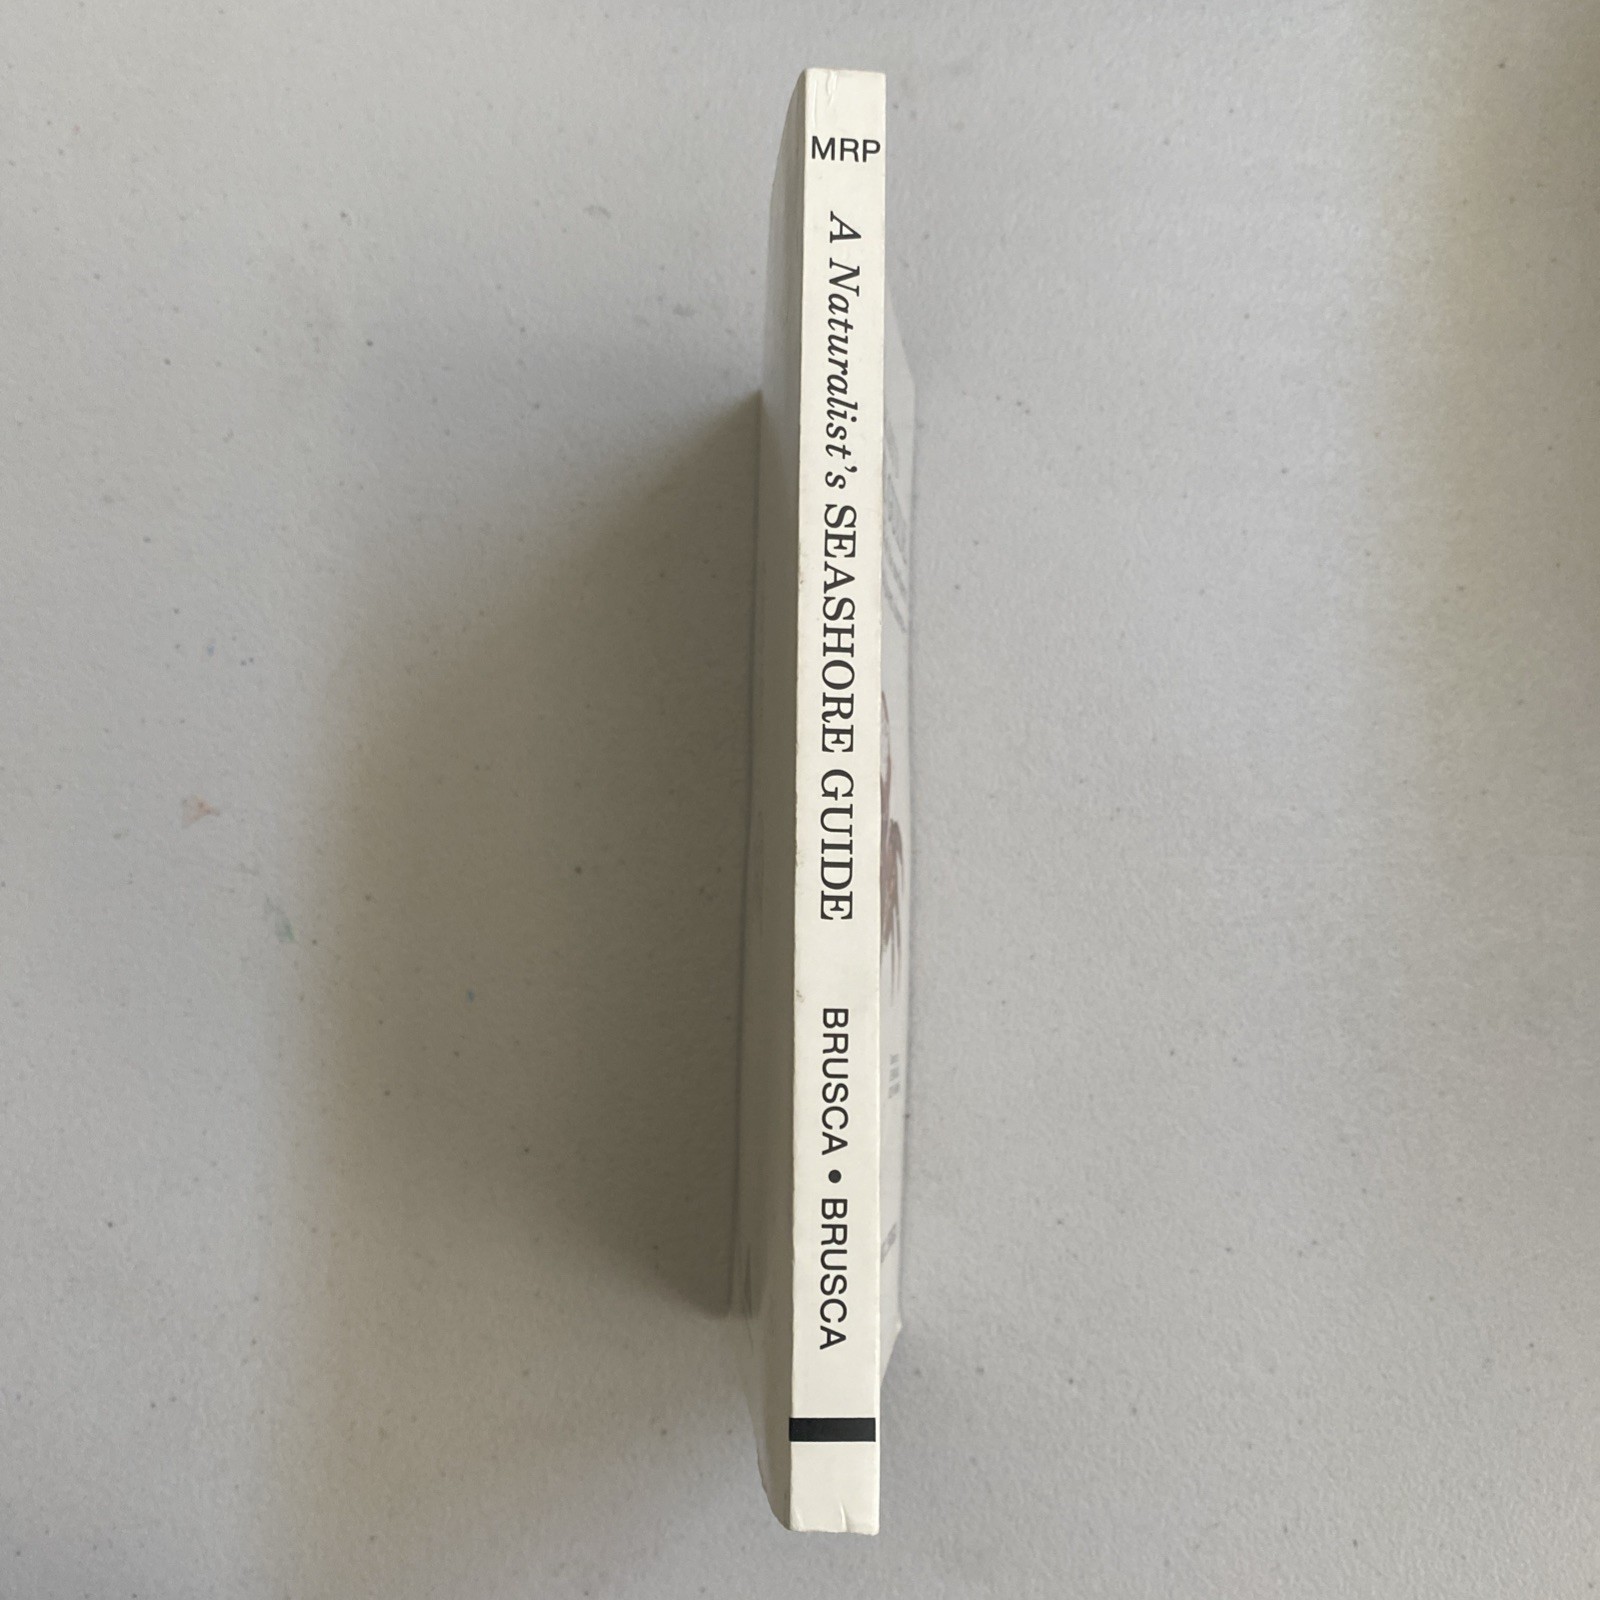 MRP
A Naturalist's SEASHORE GUIDE
BRUSCA • BRUSCA